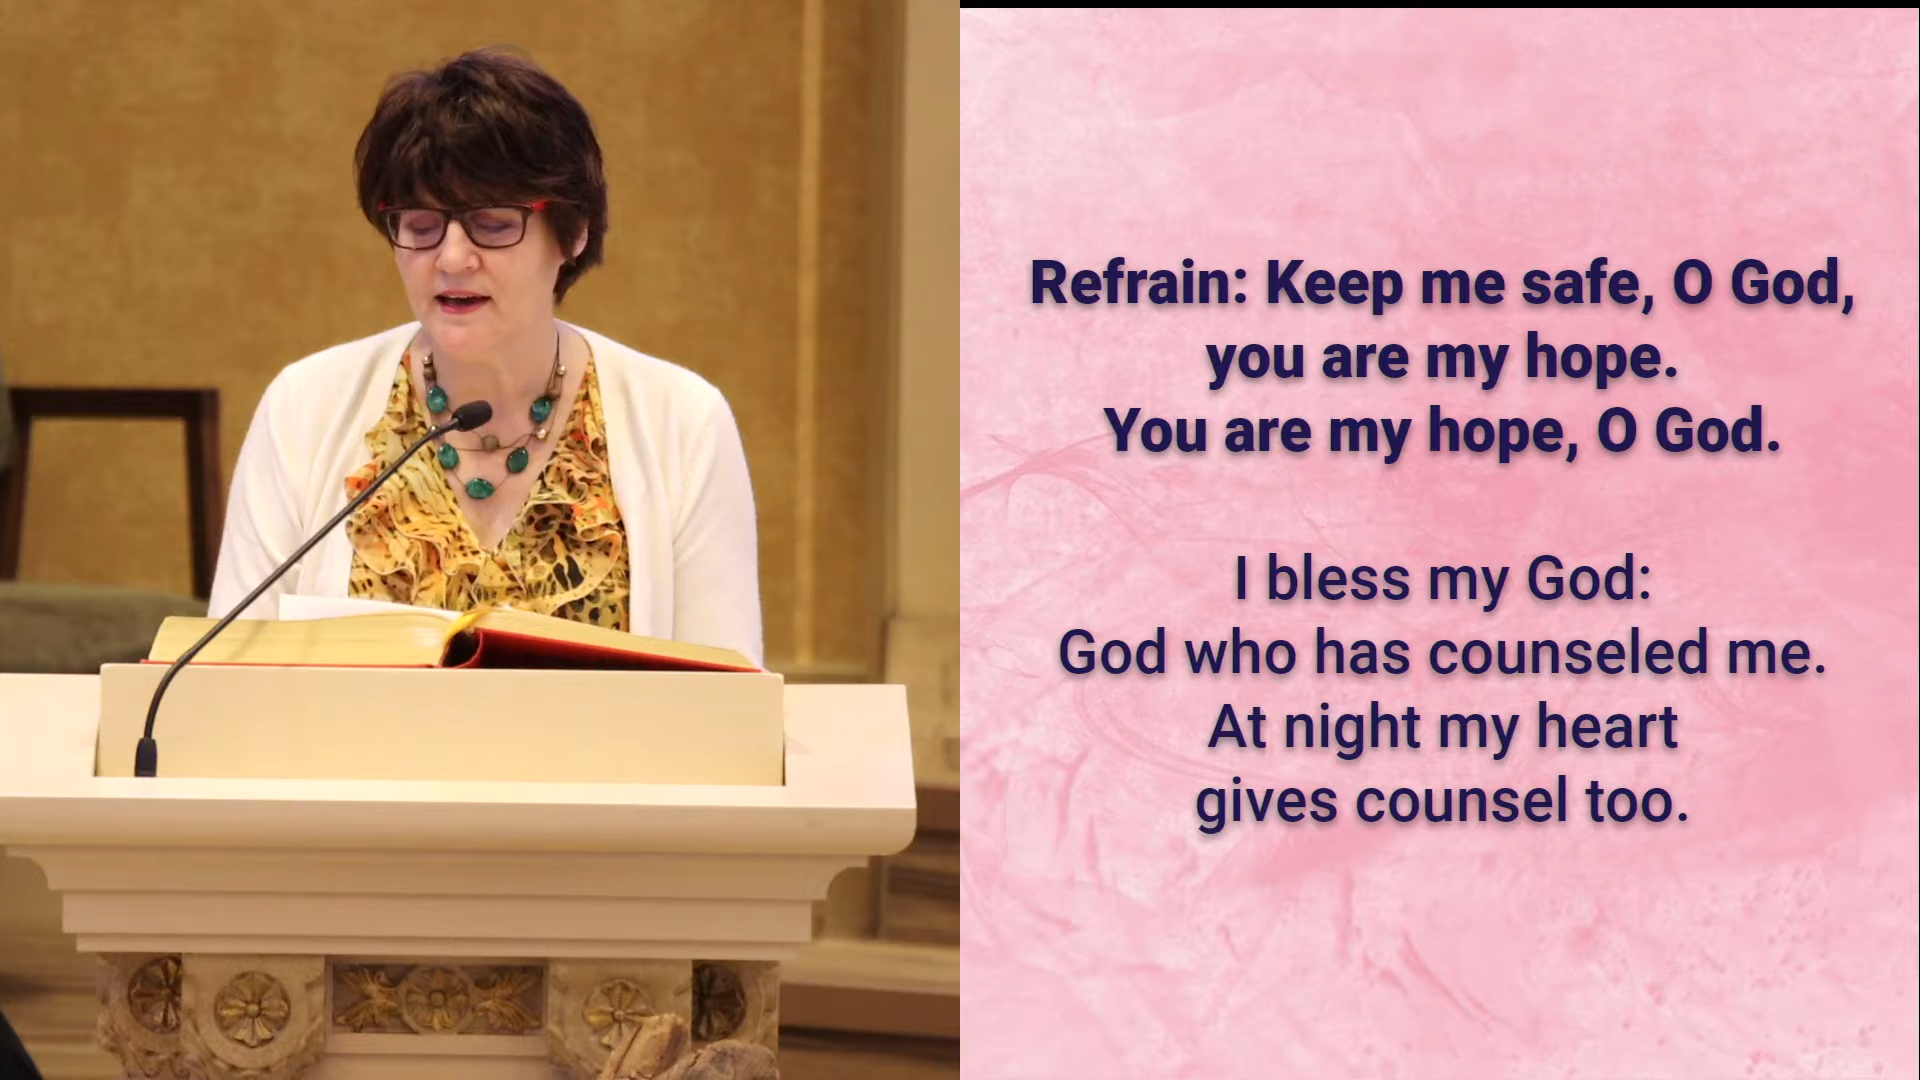 Refrain: Keep me safe, O God,
you are my hope.
You are my hope, O God.
I bless my God:
God who has counseled me.
At night my heart
gives counsel too.